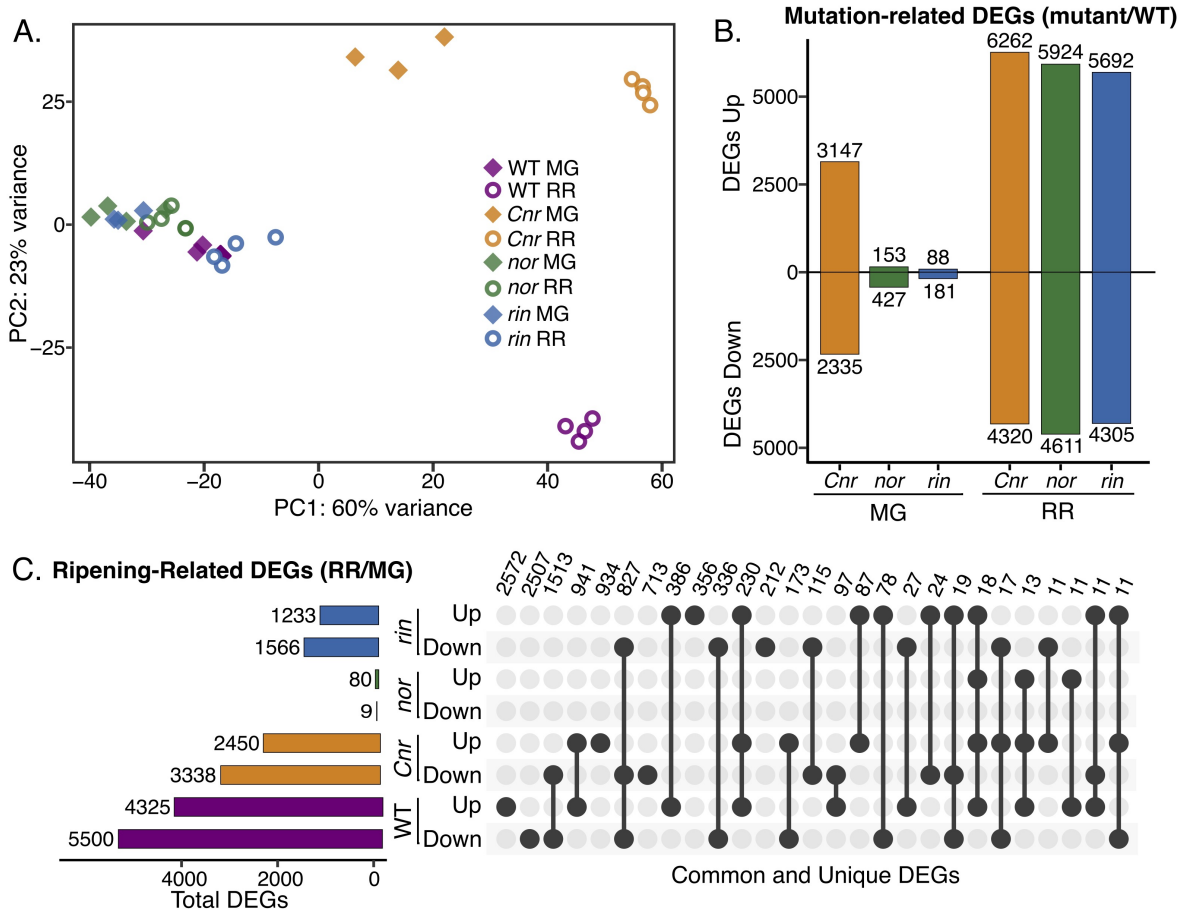 A.
PC2: 23% variance
25
0
−25
−40 −20 0 20 40 60
PC1: 60% variance
WT MG
WT RR
Cnr MG
Cnr RR
nor MG
nor RR
rin MG
rin RR
B.
Mutation-related DEGs (mutant/WT)
DEGs Up
DEGs Down
5000
2500
0
2500
5000
6262 5924 5692
3147
153 88
427 181
2335
4320 4611 4305
Cnr nor rin Cnr nor rin
MG RR
C.
Ripening-Related DEGs (RR/MG)
1233
1566
80
9
2450
3338
4325
5500
4000 2000 0
Total DEGs
rin
nor
Cnr
WT
Up
Down
Up
Down
Up
Down
Up
Down
2572 2507 1513 941 934 827 713 386 356 336 230 212 173 115 97 87 78 27 24 19 18 17 13 11 11 11 11
Common and Unique DEGs